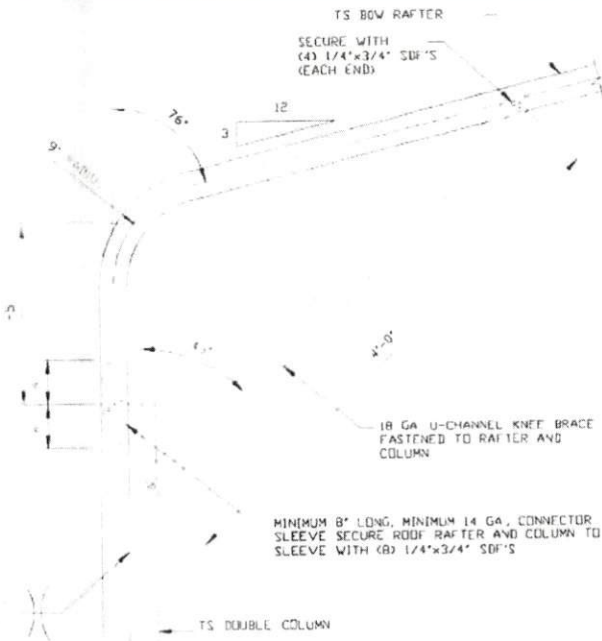 TS BOW RAFTER
SECURE WITH
(4) 1/4"x3/4" SDF'S
(EACH END)
12
3
76°
9"
4'-0"
18 GA U-CHANNEL KNEE BRACE
FASTENED TO RAFTER AND
COLUMN
MINIMUM 8" LONG, MINIMUM 14 GA, CONNECTOR
SLEEVE SECURE ROOF RAFTER AND COLUMN TO
SLEEVE WITH (8) 1/4"x3/4" SDF'S
TS DOUBLE COLUMN